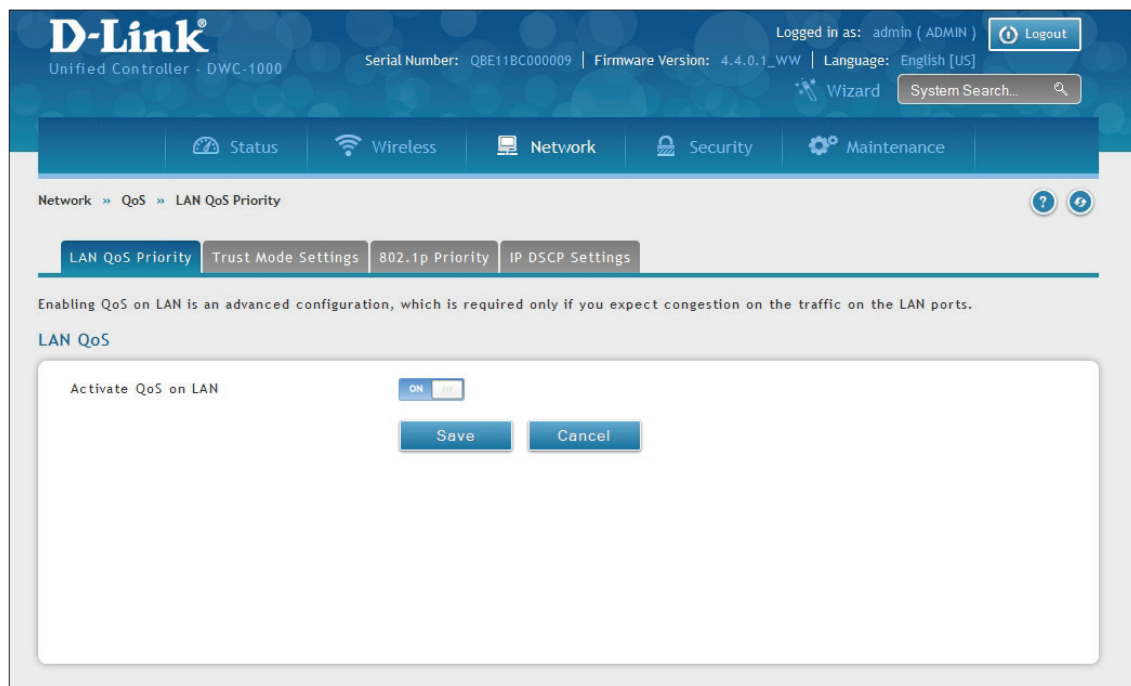 D-Link®
Unified Controller - DWC-1000
Logged in as: admin ( ADMIN )
Logout
Serial Number: QBE11BC000009 | Firmware Version: 4.4.0.1_WW | Language: English [US]
Wizard
System Search...
Status
Wireless
Network
Security
Maintenance
Network » QoS » LAN QoS Priority
?
LAN QoS Priority
Trust Mode Settings
802.1p Priority
IP DSCP Settings
Enabling QoS on LAN is an advanced configuration, which is required only if you expect congestion on the traffic on the LAN ports.
LAN QoS
Activate QoS on LAN
ON
Save
Cancel